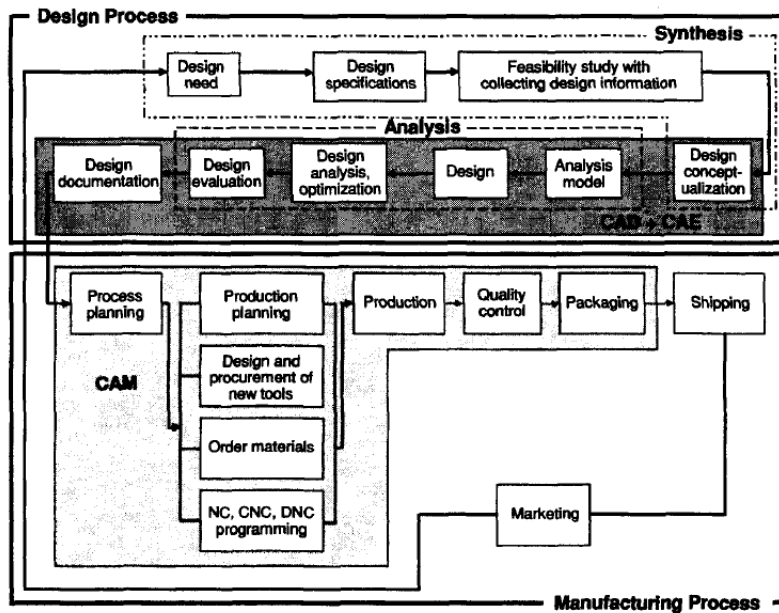 Design Process
Synthesis
Design
need
Design
specifications
Feasibility study with
collecting design information
Analysis
Design
documentation
Design
evaluation
Design
analysis,
optimization
Design
Analysis
model
Design
concept-
ualization
CAD + CAE
Process
planning
Production
planning
Production
Quality
control
Packaging
Shipping
CAM
Design and
procurement of
new tools
Order materials
NC, CNC, DNC
programming
Marketing
Manufacturing Process